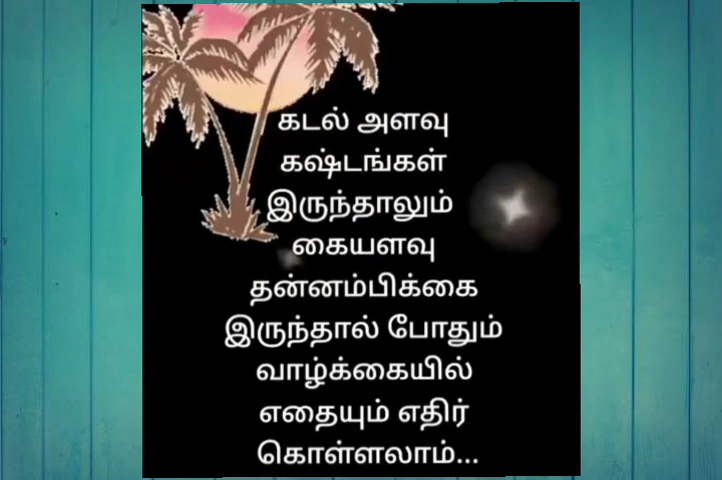 கடல் அளவு
கஷ்டங்கள்
இருந்தாலும்
கையளவு
தன்னம்பிக்கை
இருந்தால் போதும்
வாழ்க்கையில்
எதையும் எதிர்
கொள்ளலாம்...